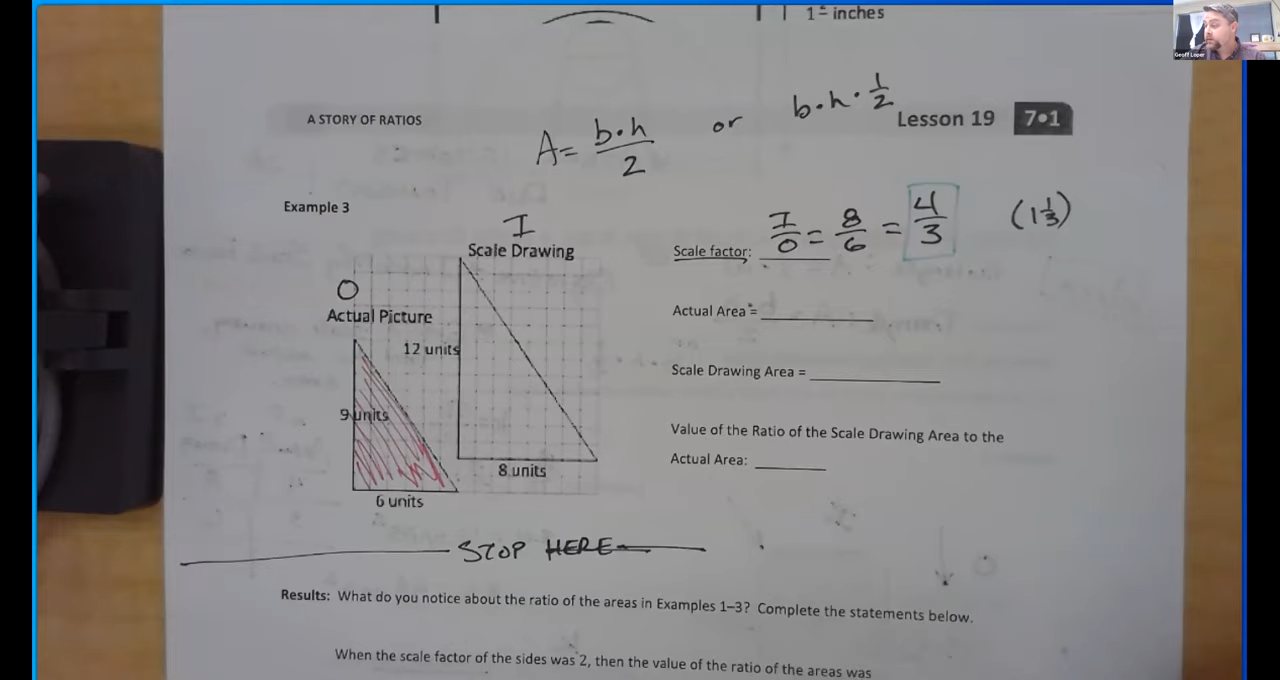 1 inches
A STORY OF RATIOS
A = b·h / 2 or b·h·1/2
Lesson 19 7•1
Example 3
I
Scale Drawing
O
Actual Picture
12 units
9 units
8 units
6 units
Scale factor: I/O = 8/6 = 4/3 (1 1/3)
Actual Area =
Scale Drawing Area =
Value of the Ratio of the Scale Drawing Area to the
Actual Area:
STOP HERE
Results: What do you notice about the ratio of the areas in Examples 1–3? Complete the statements below.
When the scale factor of the sides was 2, then the value of the ratio of the areas was
Geoff Loper